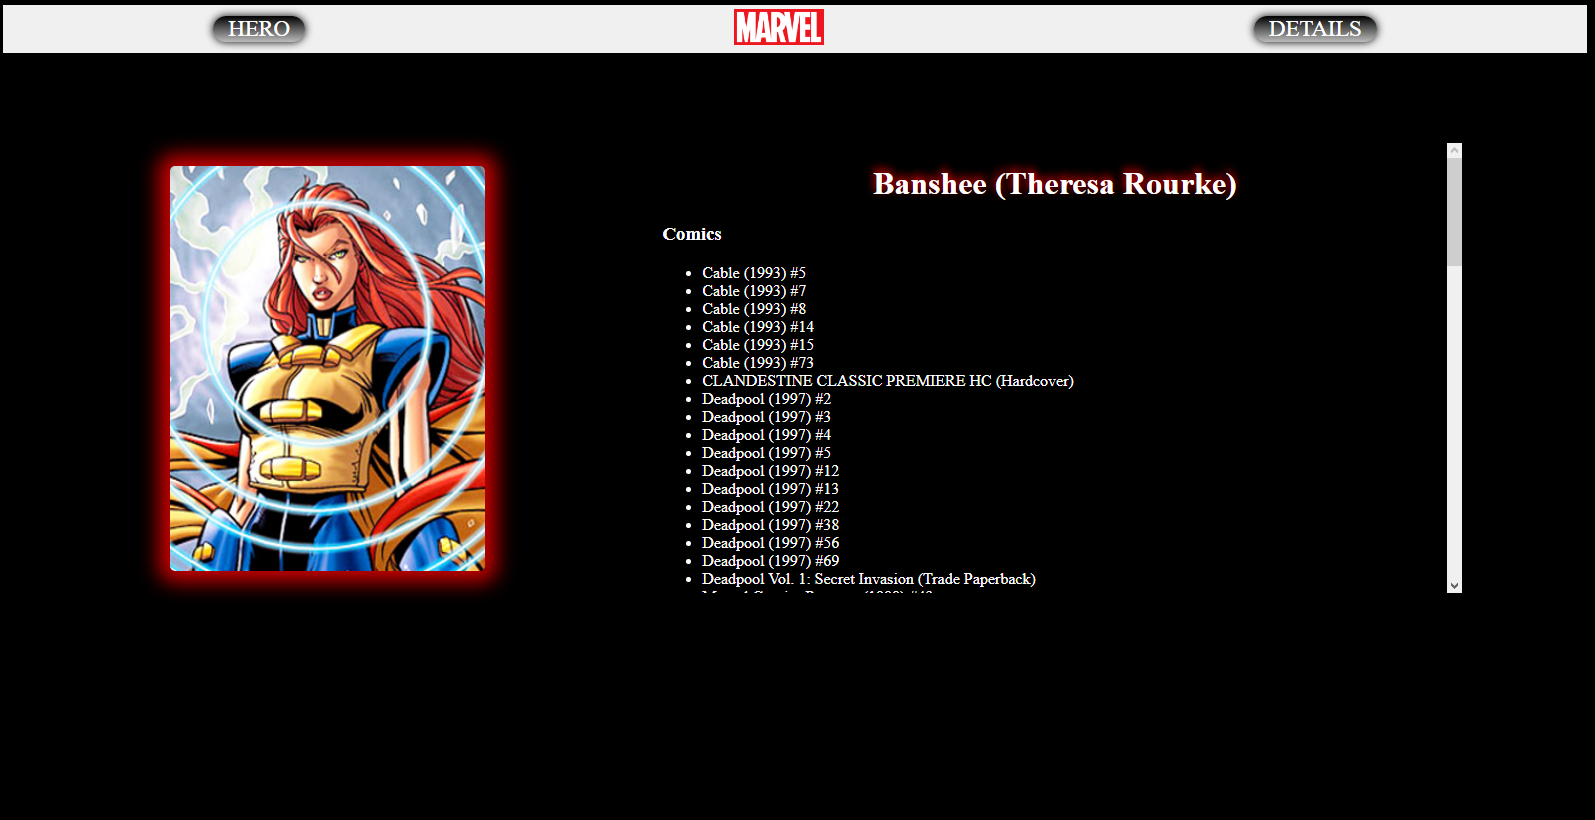 HERO
MARVEL
DETAILS
Banshee (Theresa Rourke)
Comics
Cable (1993) #5
Cable (1993) #7
Cable (1993) #8
Cable (1993) #14
Cable (1993) #15
Cable (1993) #73
CLANDESTINE CLASSIC PREMIERE HC (Hardcover)
Deadpool (1997) #2
Deadpool (1997) #3
Deadpool (1997) #4
Deadpool (1997) #5
Deadpool (1997) #12
Deadpool (1997) #13
Deadpool (1997) #22
Deadpool (1997) #38
Deadpool (1997) #56
Deadpool (1997) #69
Deadpool Vol. 1: Secret Invasion (Trade Paperback)